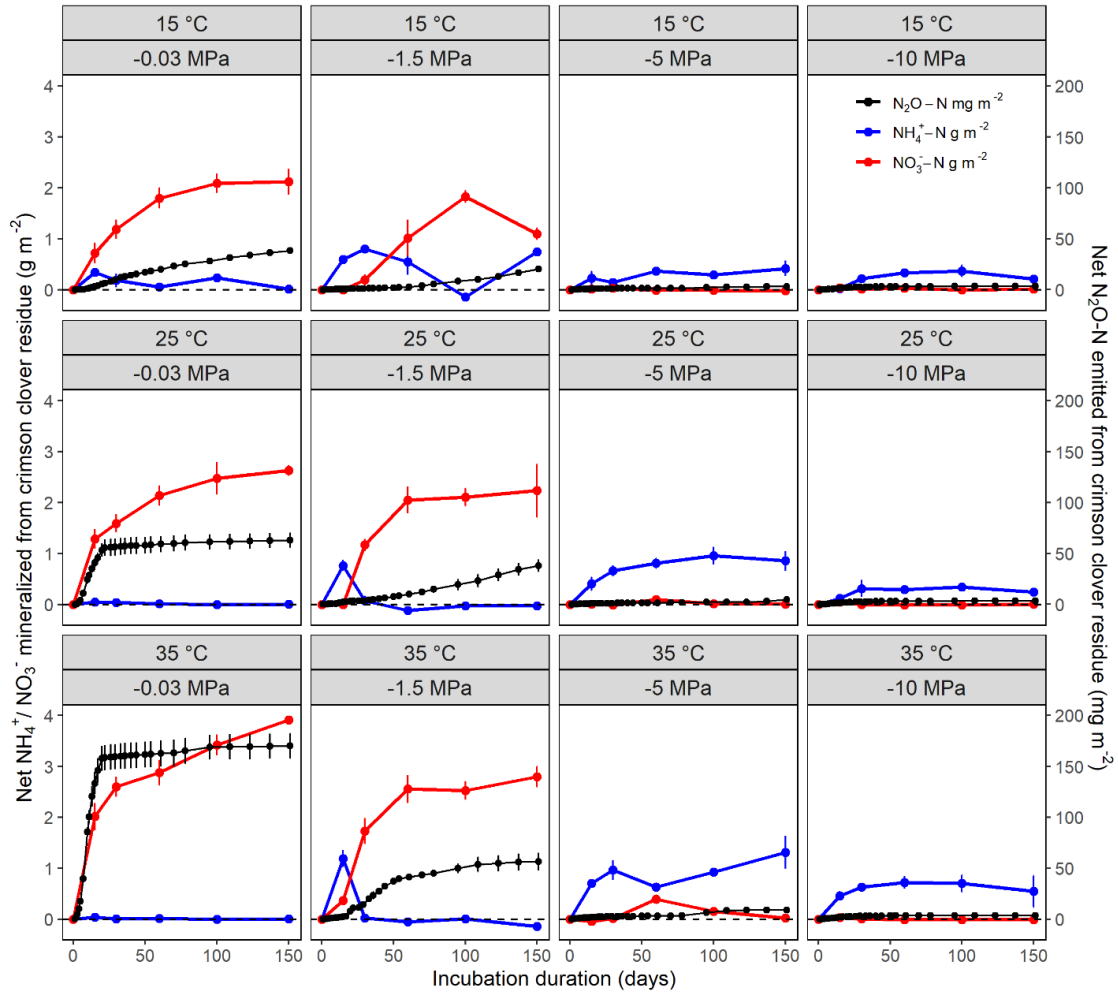 15 °C 15 °C 15 °C 15 °C
-0.03 MPa -1.5 MPa -5 MPa -10 MPa
N₂O – N mg m⁻²
NH₄⁺ – N g m⁻²
NO₃⁻ – N g m⁻²
4 200
3 150
2 100
1 50
0 0
25 °C 25 °C 25 °C 25 °C
-0.03 MPa -1.5 MPa -5 MPa -10 MPa
4 200
3 150
2 100
1 50
0 0
35 °C 35 °C 35 °C 35 °C
-0.03 MPa -1.5 MPa -5 MPa -10 MPa
4 200
3 150
2 100
1 50
0 0
0 50 100 150 0 50 100 150 0 50 100 150 0 50 100 150
Incubation duration (days)
Net NH₄⁺/ NO₃⁻ mineralized from crimson clover residue (g m⁻²)
Net N₂O-N emitted from crimson clover residue (mg m⁻²)